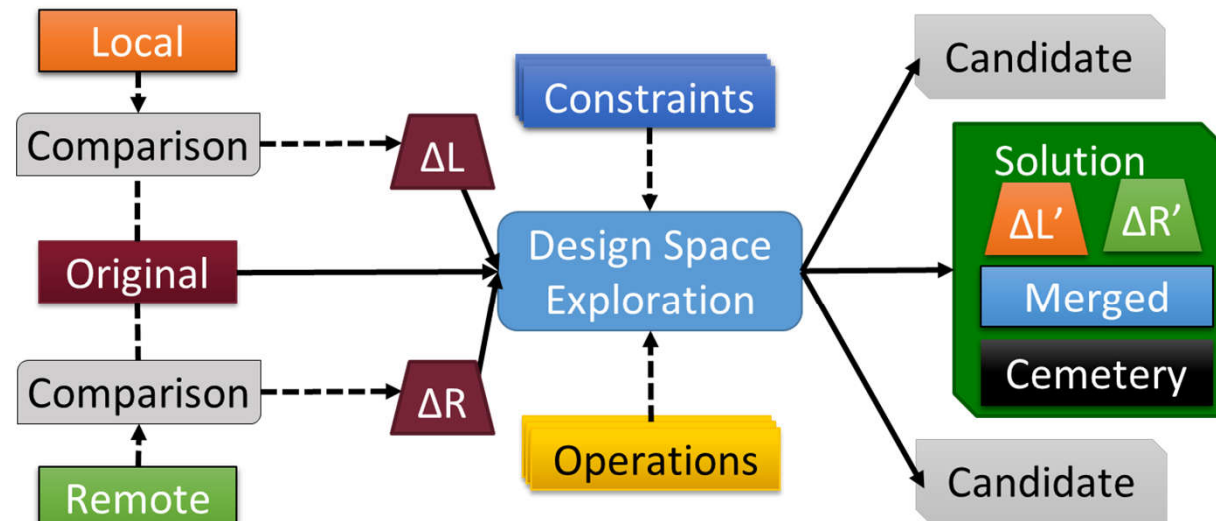 Local
Comparison
ΔL
Original
Comparison
ΔR
Remote
Constraints
Design Space
Exploration
Operations
Candidate
Solution
ΔL’
ΔR’
Merged
Cemetery
Candidate